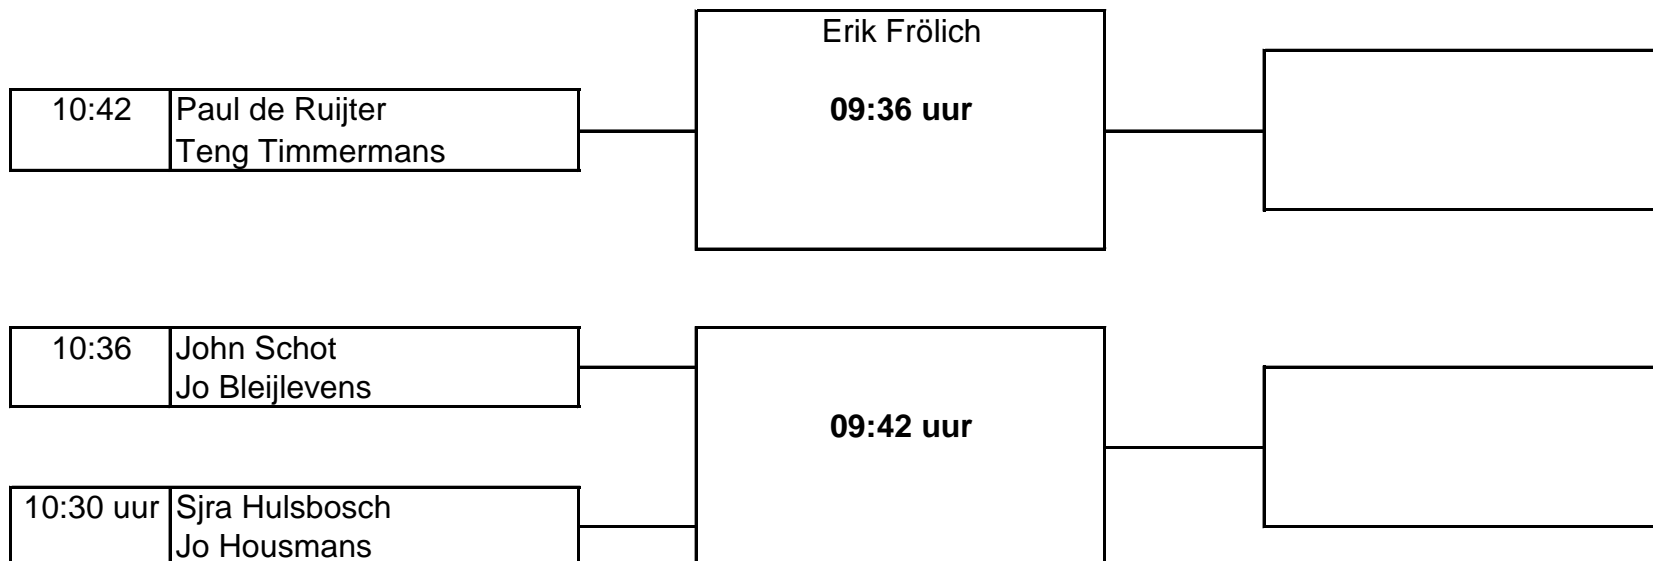 Erik Frölich
10:42 Paul de Ruijter 09:36 uur
Teng Timmermans
10:36 John Schot
Jo Bleijlevens
09:42 uur
10:30 uur Sjra Hulsbosch
Jo Housmans